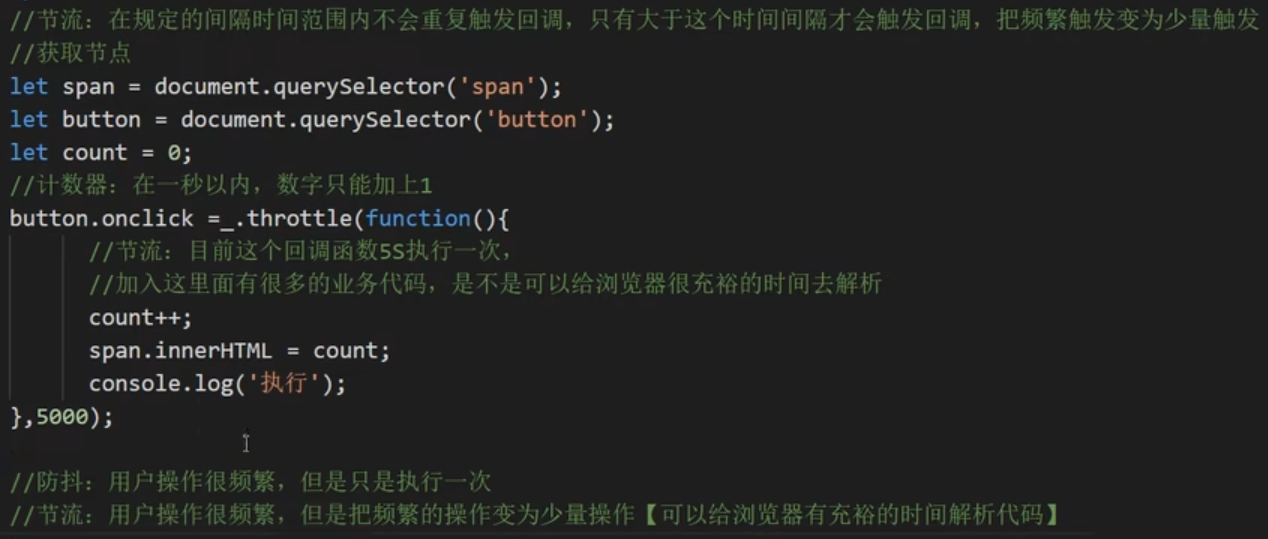 //节流：在规定的间隔时间范围内不会重复触发回调，只有大于这个时间间隔才会触发回调，把频繁触发变为少量触发
//获取节点
let span = document.querySelector('span');
let button = document.querySelector('button');
let count = 0;
//计数器：在一秒以内，数字只能加上1
button.onclick =_.throttle(function(){
//节流：目前这个回调函数5S执行一次，
//加入这里面有很多的业务代码，是不是可以给浏览器很充裕的时间去解析
count++;
span.innerHTML = count;
console.log('执行');
},5000);
//防抖：用户操作很频繁，但是只是执行一次
//节流：用户操作很频繁，但是把频繁的操作变为少量操作【可以给浏览器有充裕的时间解析代码】